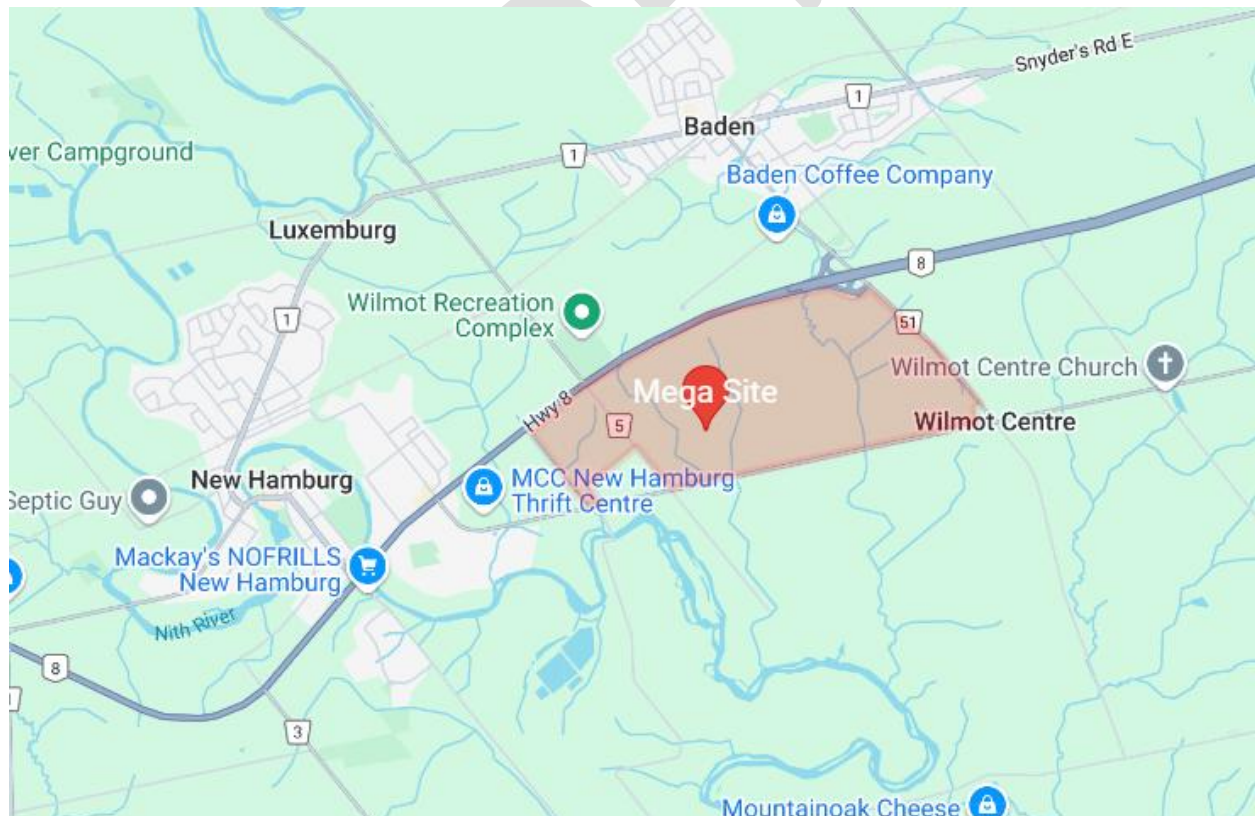 Snyder's Rd E
1
Baden
1
ver Campground
Baden Coffee Company
Luxemburg
8
Wilmot Recreation
Complex
1
51
Wilmot Centre Church
Mega Site
Hwy 8
5
Wilmot Centre
New Hamburg
MCC New Hamburg
Thrift Centre
Septic Guy
Mackay's NOFRILLS
New Hamburg
Nith River
8
3
Mountainoak Cheese